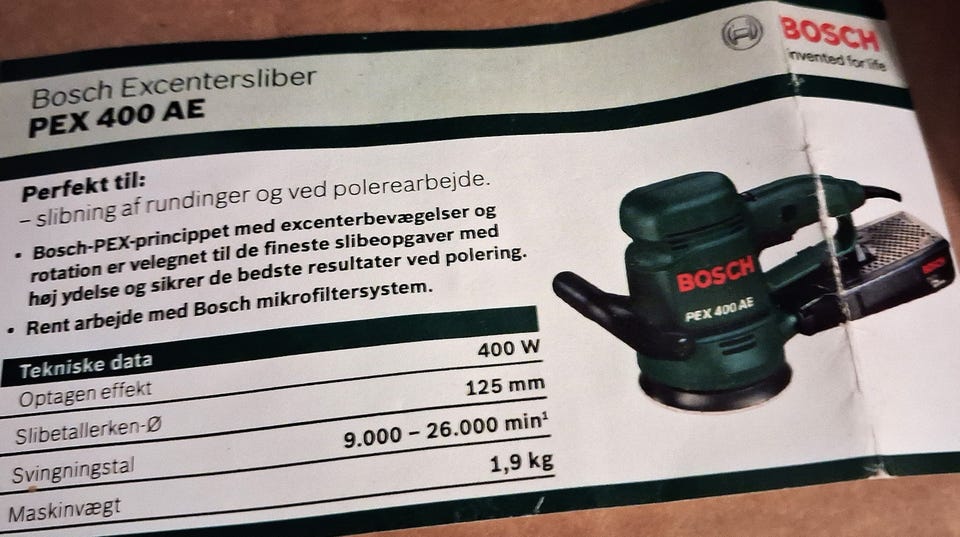 BOSCH
Invented for life
Bosch Excentersliber
PEX 400 AE
Perfekt til:
– slibning af rundinger og ved polerearbejde.
• Bosch-PEX-princippet med excenterbevægelser og
rotation er velegnet til de fineste slibeopgaver med
høj ydelse og sikrer de bedste resultater ved polering.
• Rent arbejde med Bosch mikrofiltersystem.
Tekniske data
Optagen effekt 400 W
Slibetallerken-Ø 125 mm
Svingningstal 9.000 – 26.000 min¹
Maskinvægt 1,9 kg
BOSCH
PEX 400 AE
BOSCH